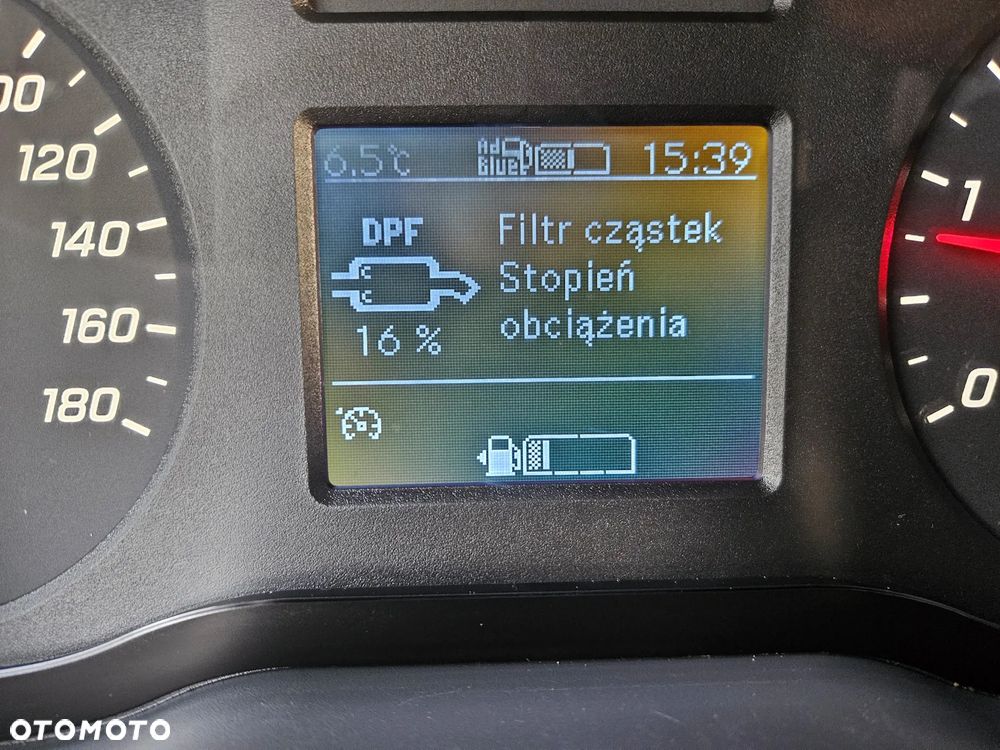 6.5°C Ad Blue 15:39
DPF Filtr cząstek
Stopień
16 % obciążenia
120
140
160
180
1
0
OTOMOTO